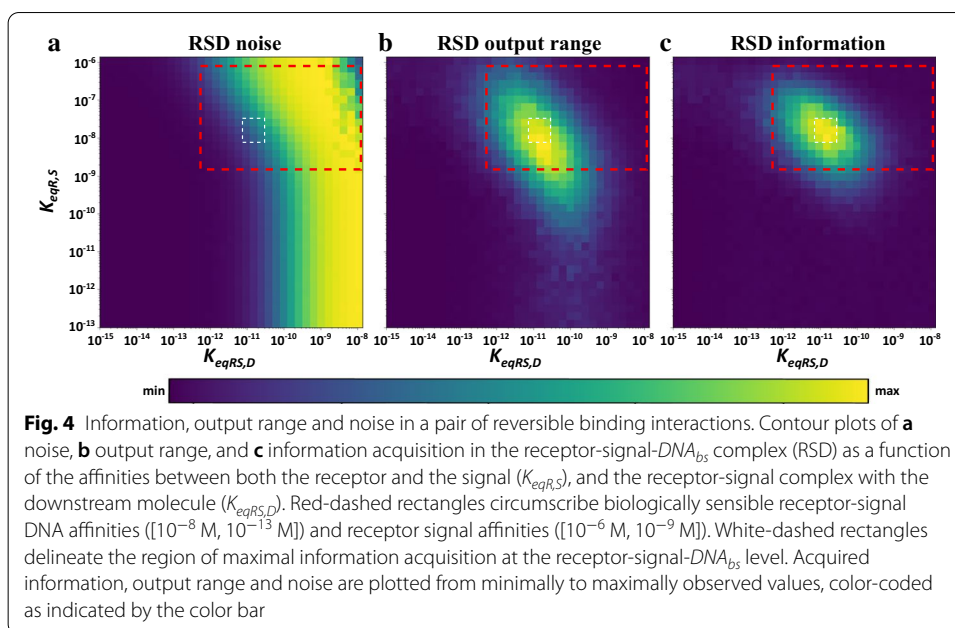 a RSD noise b RSD output range c RSD information
K_eqR,S
10⁻⁶
10⁻⁷
10⁻⁸
10⁻⁹
10⁻¹⁰
10⁻¹¹
10⁻¹²
10⁻¹³
10⁻¹⁵ 10⁻¹⁴ 10⁻¹³ 10⁻¹² 10⁻¹¹ 10⁻¹⁰ 10⁻⁹ 10⁻⁸ 10⁻¹⁵ 10⁻¹⁴ 10⁻¹³ 10⁻¹² 10⁻¹¹ 10⁻¹⁰ 10⁻⁹ 10⁻⁸ 10⁻¹⁵ 10⁻¹⁴ 10⁻¹³ 10⁻¹² 10⁻¹¹ 10⁻¹⁰ 10⁻⁹ 10⁻⁸
K_eqRS,D K_eqRS,D K_eqRS,D
min max
Fig. 4 Information, output range and noise in a pair of reversible binding interactions. Contour plots of a
noise, b output range, and c information acquisition in the receptor-signal-DNA_bs complex (RSD) as a function
of the affinities between both the receptor and the signal (K_eqR,S), and the receptor-signal complex with the
downstream molecule (K_eqRS,D). Red-dashed rectangles circumscribe biologically sensible receptor-signal
DNA affinities ([10⁻⁸ M, 10⁻¹³ M]) and receptor signal affinities ([10⁻⁶ M, 10⁻⁹ M]). White-dashed rectangles
delineate the region of maximal information acquisition at the receptor-signal-DNA_bs level. Acquired
information, output range and noise are plotted from minimally to maximally observed values, color-coded
as indicated by the color bar